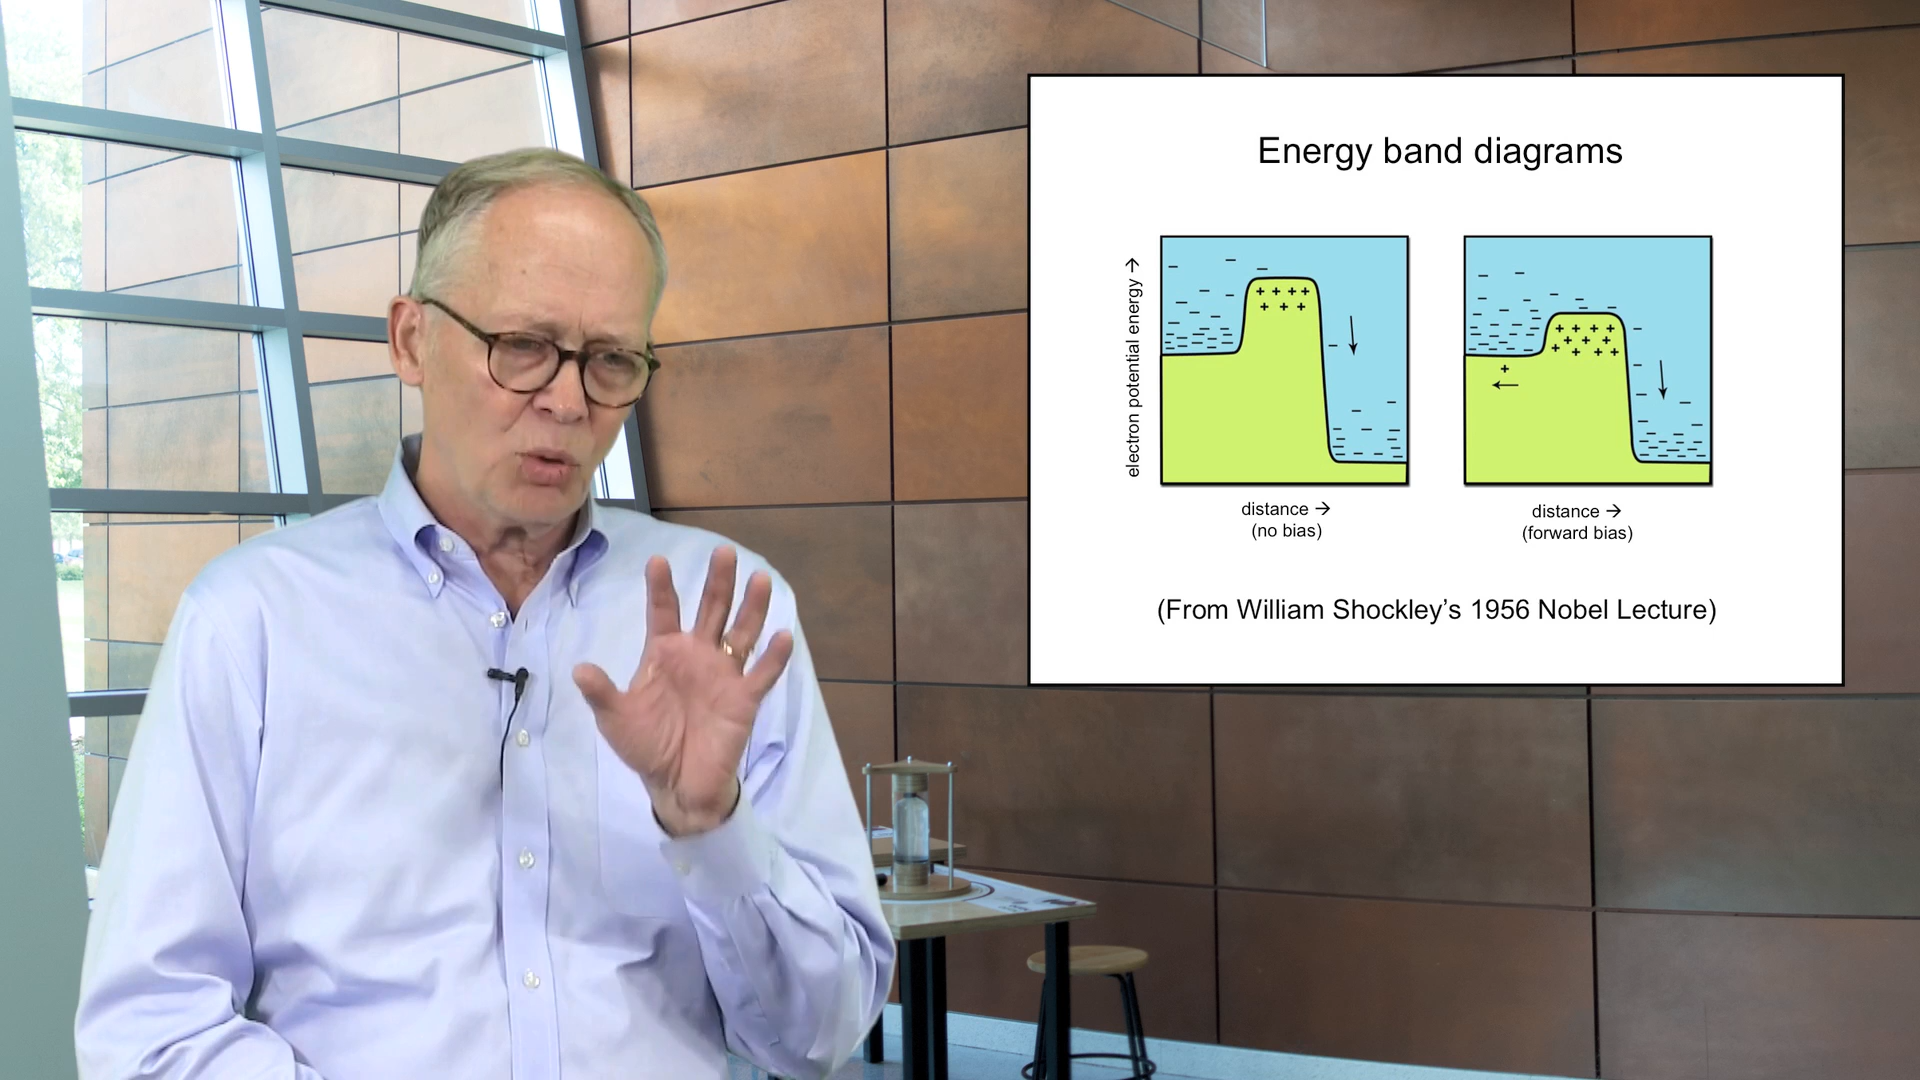 Energy band diagrams
electron potential energy →
distance →
(no bias)
distance →
(forward bias)
(From William Shockley’s 1956 Nobel Lecture)